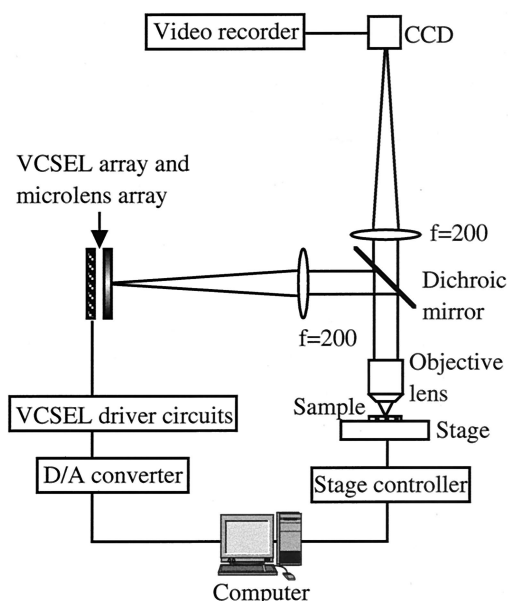 Video recorder
CCD
VCSEL array and
microlens array
f=200
Dichroic
mirror
f=200
Objective
lens
Sample
Stage
VCSEL driver circuits
D/A converter
Stage controller
Computer